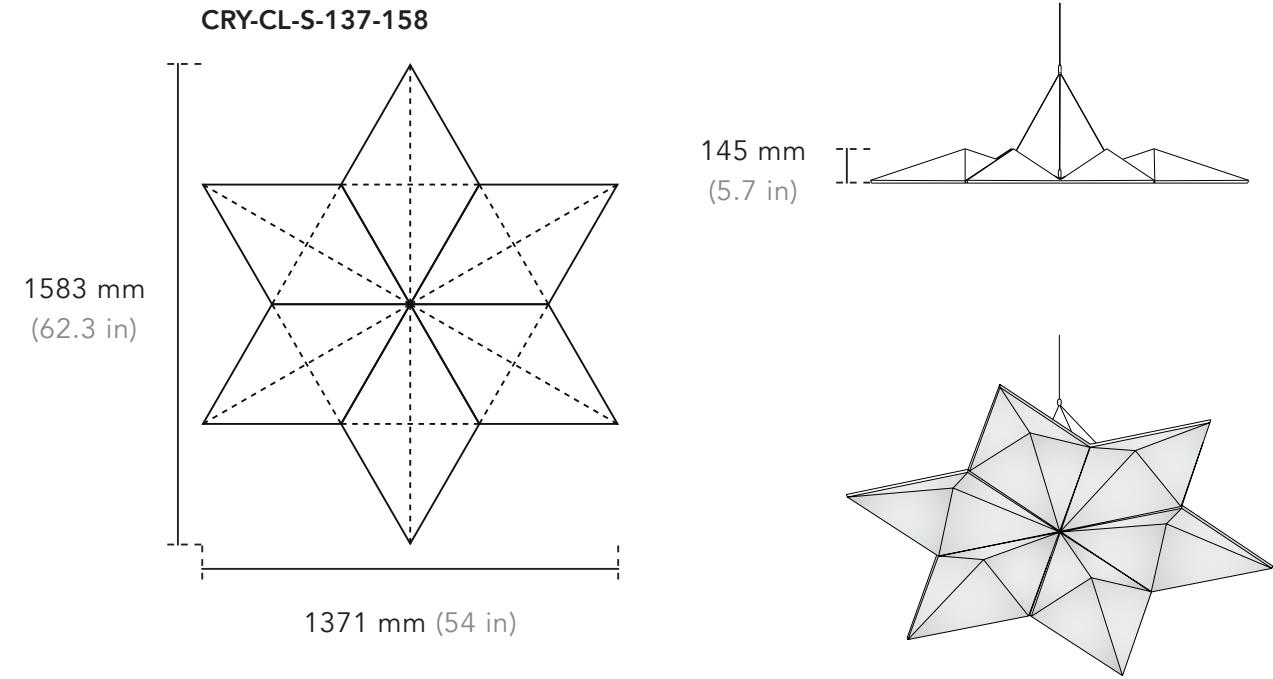 CRY-CL-S-137-158
1583 mm
(62.3 in)
1371 mm (54 in)
145 mm
(5.7 in)